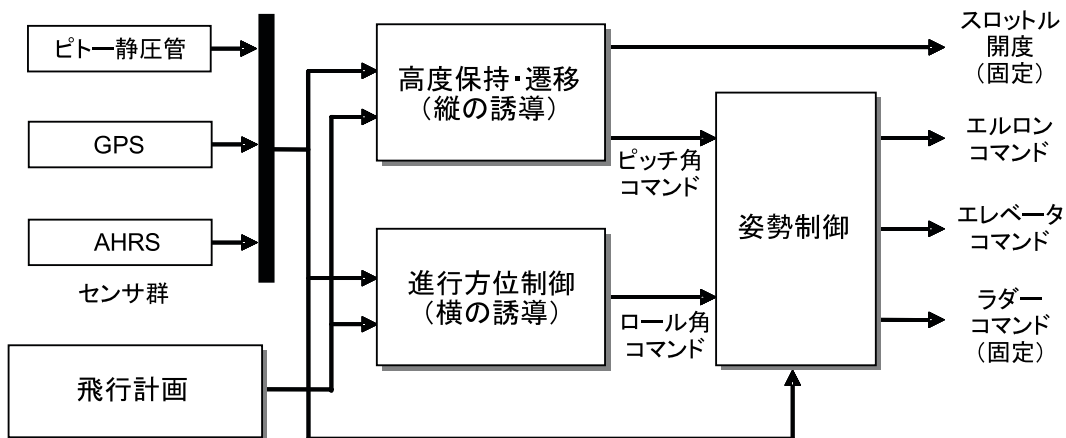 ピトー静圧管
GPS
AHRS
センサ群
飛行計画
高度保持・遷移
(縦の誘導)
進行方位制御
(横の誘導)
ピッチ角
コマンド
ロール角
コマンド
姿勢制御
スロットル
開度
(固定)
エルロン
コマンド
エレベータ
コマンド
ラダー
コマンド
(固定)